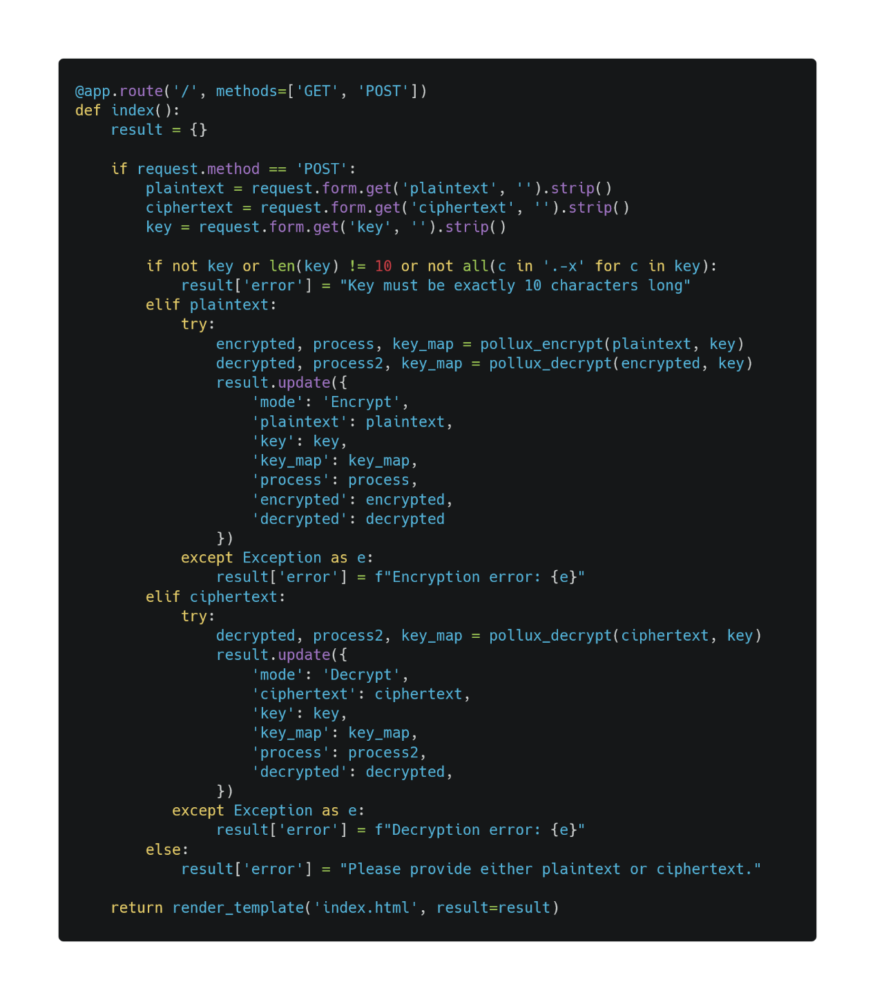 @app.route('/', methods=['GET', 'POST'])
def index():
    result = {}

    if request.method == 'POST':
        plaintext = request.form.get('plaintext', '').strip()
        ciphertext = request.form.get('ciphertext', '').strip()
        key = request.form.get('key', '').strip()

        if not key or len(key) != 10 or not all(c in '.-x' for c in key):
            result['error'] = "Key must be exactly 10 characters long"
        elif plaintext:
            try:
                encrypted, process, key_map = pollux_encrypt(plaintext, key)
                decrypted, process2, key_map = pollux_decrypt(encrypted, key)
                result.update({
                    'mode': 'Encrypt',
                    'plaintext': plaintext,
                    'key': key,
                    'key_map': key_map,
                    'process': process,
                    'encrypted': encrypted,
                    'decrypted': decrypted
                })
            except Exception as e:
                result['error'] = f"Encryption error: {e}"
        elif ciphertext:
            try:
                decrypted, process2, key_map = pollux_decrypt(ciphertext, key)
                result.update({
                    'mode': 'Decrypt',
                    'ciphertext': ciphertext,
                    'key': key,
                    'key_map': key_map,
                    'process': process2,
                    'decrypted': decrypted,
                })
           except Exception as e:
                result['error'] = f"Decryption error: {e}"
        else:
            result['error'] = "Please provide either plaintext or ciphertext."

    return render_template('index.html', result=result)